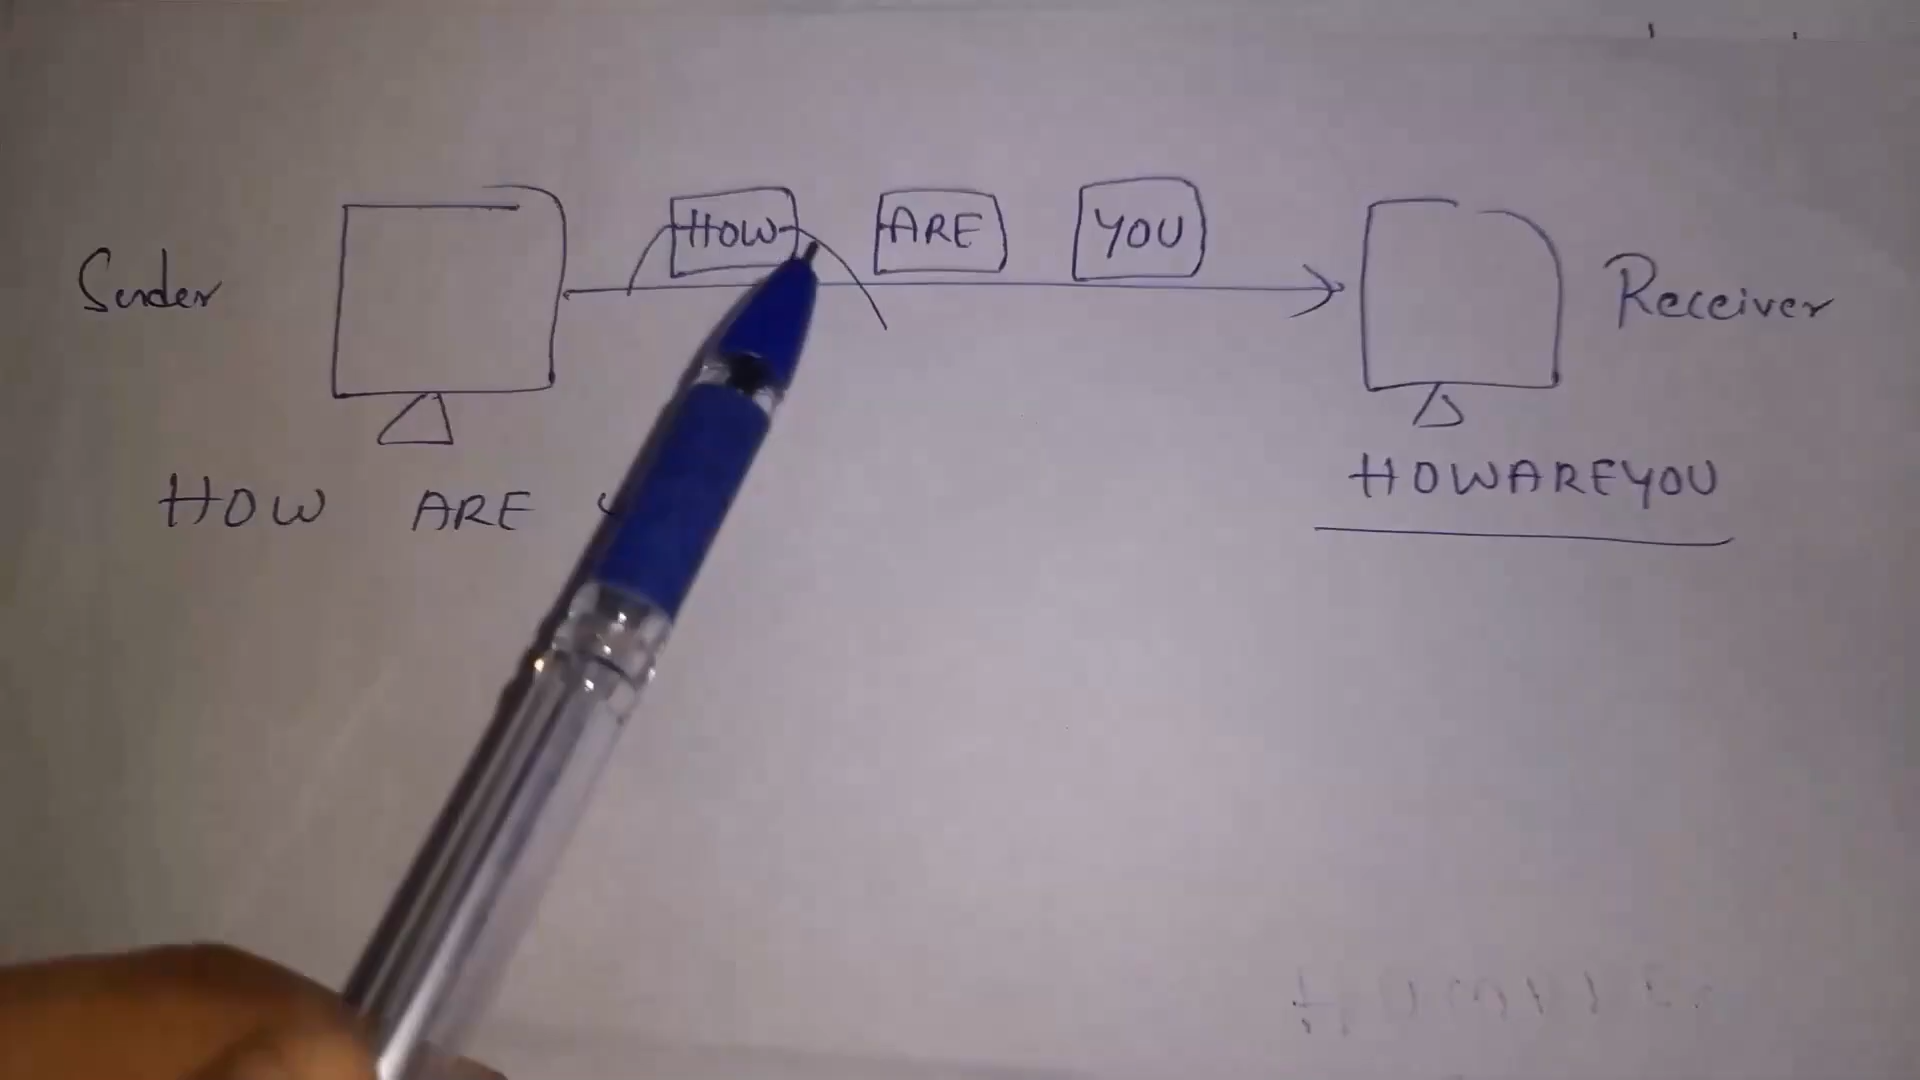 HOW ARE YOU
Sender
Receiver
HOW ARE
HOWAREYOU